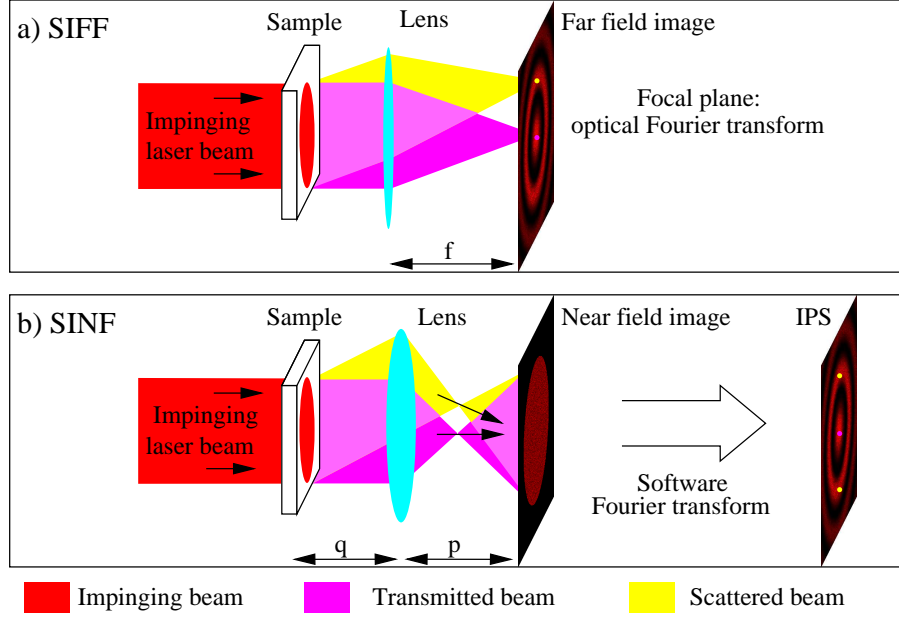 a) SIFF
Sample
Lens
Far field image
Impinging
laser beam
Focal plane:
optical Fourier transform
f
b) SINF
Sample
Lens
Near field image
IPS
Impinging
laser beam
Software
Fourier transform
q
p
Impinging beam
Transmitted beam
Scattered beam